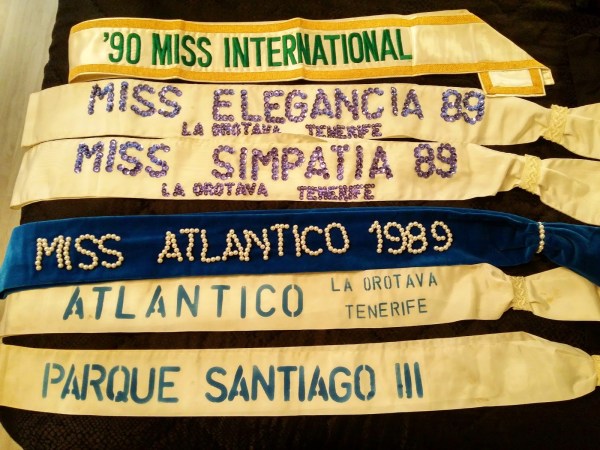 '90 MISS INTERNATIONAL
MISS ELEGANCIA 89
LA OROTAVA TENERIFE
MISS SIMPATIA 89
LA OROTAVA TENERIFE
MISS ATLANTICO 1989
ATLANTICO LA OROTAVA
TENERIFE
PARQUE SANTIAGO III